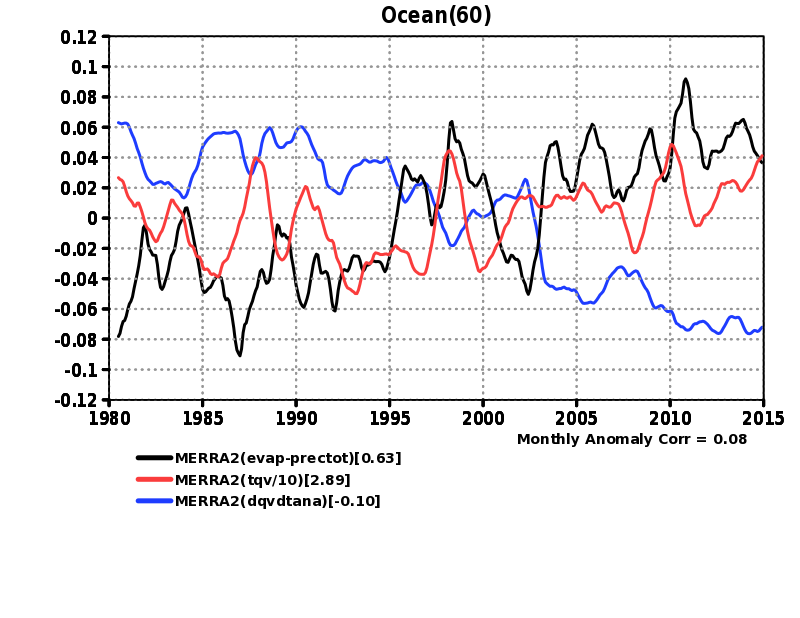 Ocean(60)
0.12
0.1
0.08
0.06
0.04
0.02
0
-0.02
-0.04
-0.06
-0.08
-0.1
-0.12
1980 1985 1990 1995 2000 2005 2010 2015
Monthly Anomaly Corr = 0.08
MERRA2(evap-prectot)[0.63]
MERRA2(tqv/10)[2.89]
MERRA2(dqvdtana)[-0.10]